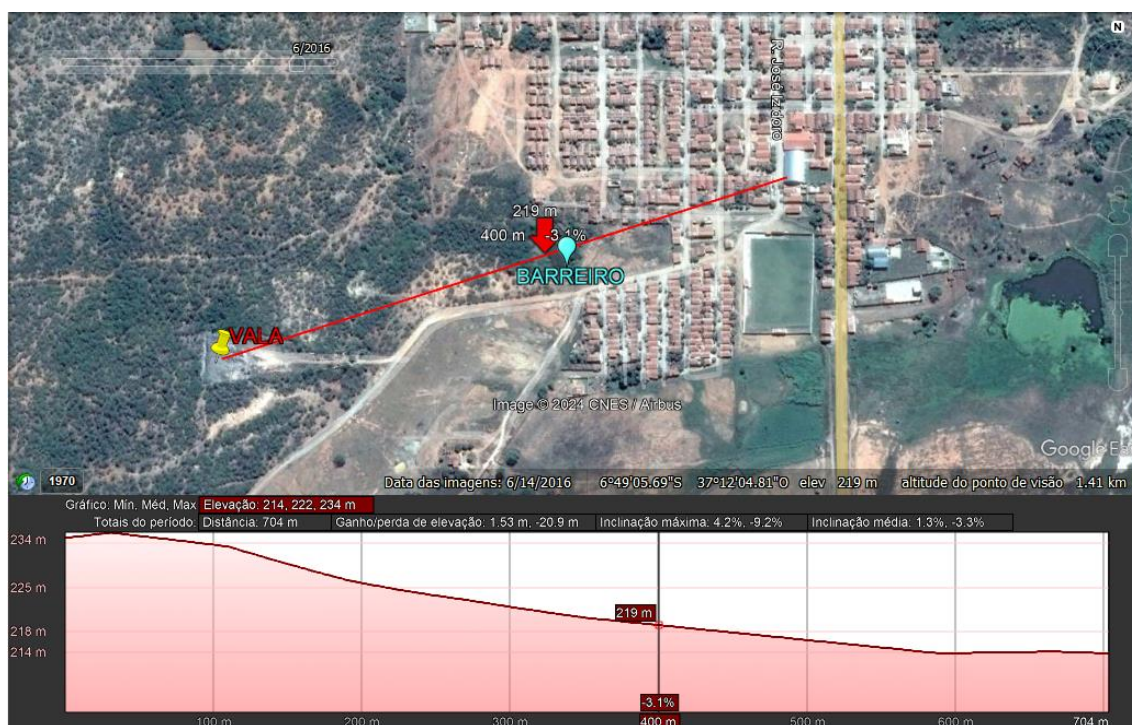 6/2016
N
R. José Izidoro
219 m
400 m -3.1%
BARREIRO
VALA
Image © 2024 CNES / Airbus
Google Ea
1970
Data das imagens: 6/14/2016 6°49'05.69"S 37°12'04.81"O elev 219 m altitude do ponto de visão 1.41 km
Gráfico: Mín. Méd, Max Elevação: 214, 222, 234 m
Totais do período: Distância: 704 m Ganho/perda de elevação: 1.53 m, -20.9 m Inclinação máxima: 4.2%, -9.2% Inclinação média: 1.3%, -3.3%
234 m
225 m
219 m
218 m
214 m
-3.1%
100 m 200 m 300 m 400 m 500 m 600 m 704 m